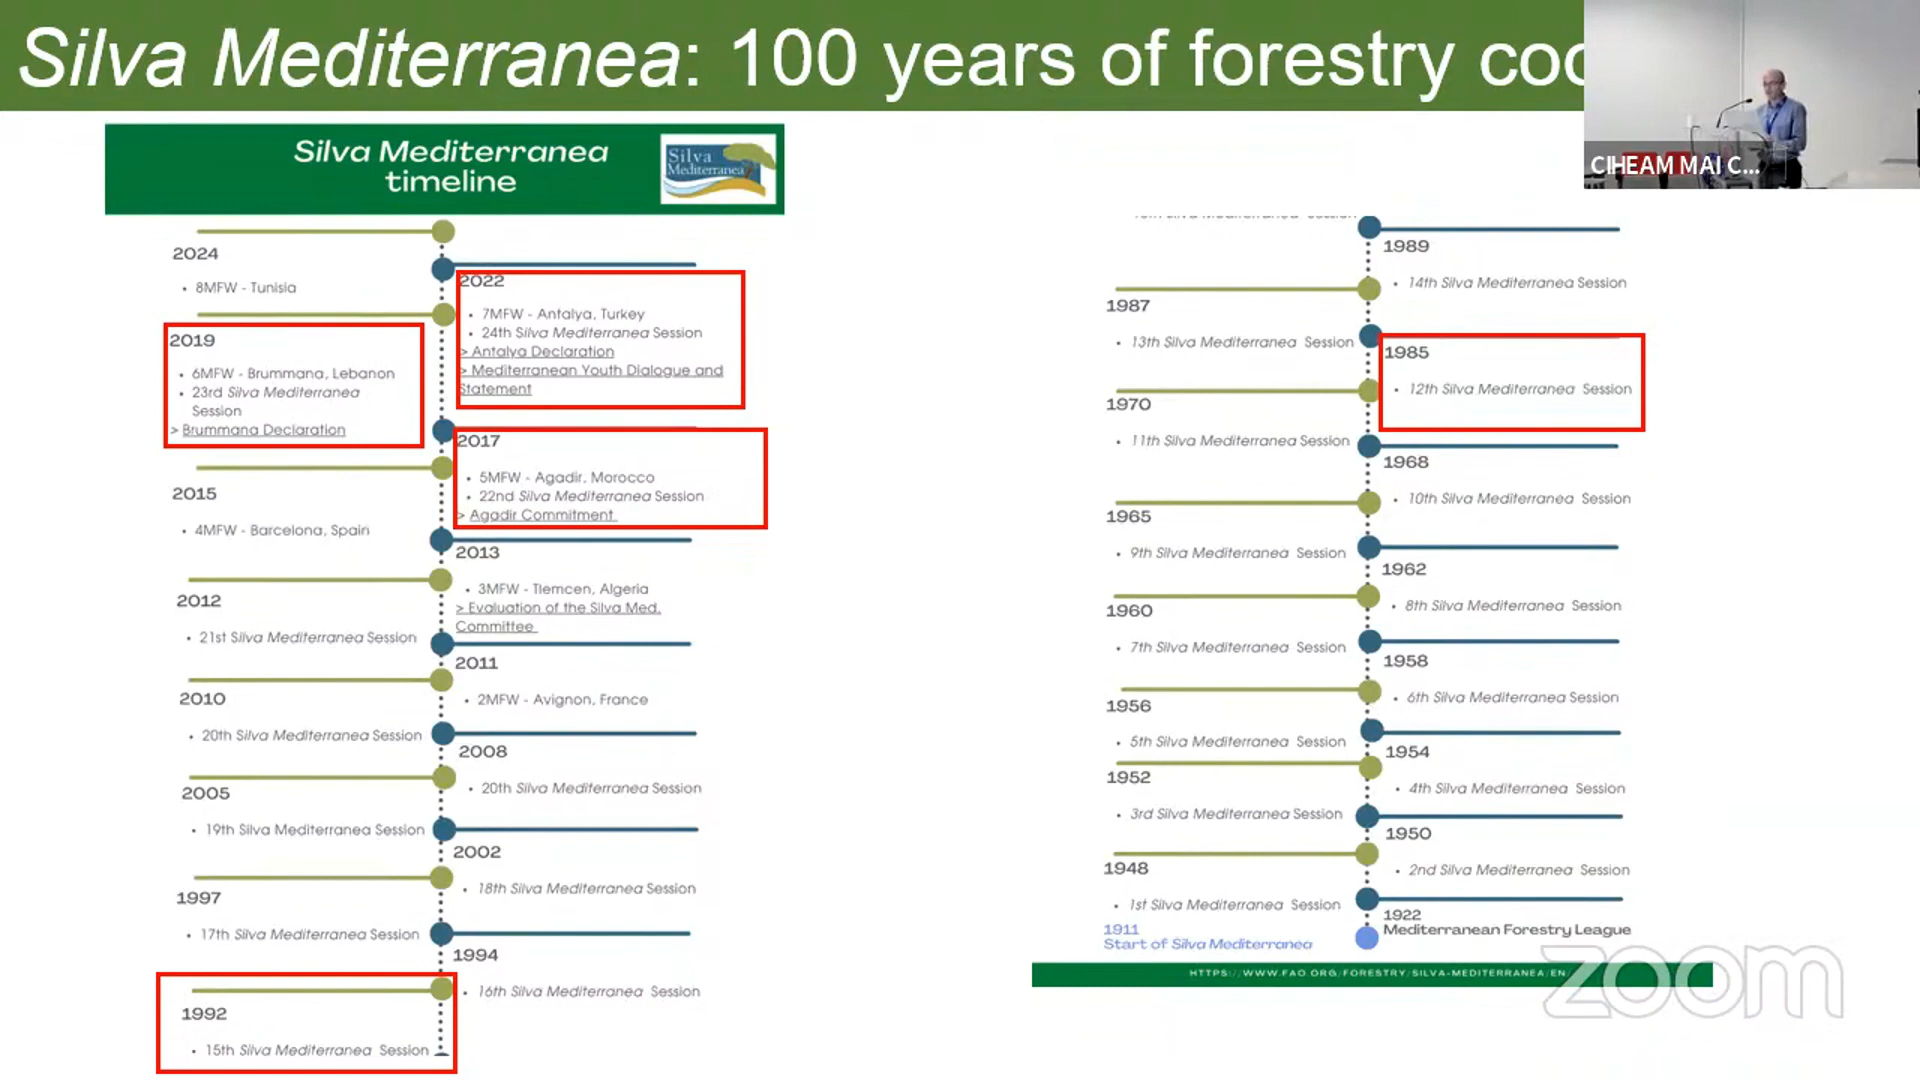 Silva Mediterranea: 100 years of forestry coo
CIHEAM MAI C...
Silva Mediterranea
timeline
Silva
Mediterranea
2024
• 8MFW - Tunisia
2022
• 7MFW - Antalya, Turkey
• 24th Silva Mediterranea Session
> Antalya Declaration
> Mediterranean Youth Dialogue and
Statement
2019
• 6MFW - Brummana, Lebanon
• 23rd Silva Mediterranea
Session
> Brummana Declaration
2017
• 5MFW - Agadir, Morocco
• 22nd Silva Mediterranea Session
> Agadir Commitment
2015
• 4MFW - Barcelona, Spain
2013
• 3MFW - Tlemcen, Algeria
> Evaluation of the Silva Med.
Committee
2012
• 21st Silva Mediterranea Session
2011
• 2MFW - Avignon, France
2010
• 20th Silva Mediterranea Session
2008
• 20th Silva Mediterranea Session
2005
• 19th Silva Mediterranea Session
2002
• 18th Silva Mediterranea Session
1997
• 17th Silva Mediterranea Session
1994
• 16th Silva Mediterranea Session
1992
• 15th Silva Mediterranea Session
1989
• 14th Silva Mediterranea Session
1987
• 13th Silva Mediterranea Session
1985
• 12th Silva Mediterranea Session
1970
• 11th Silva Mediterranea Session
1968
• 10th Silva Mediterranea Session
1965
• 9th Silva Mediterranea Session
1962
• 8th Silva Mediterranea Session
1960
• 7th Silva Mediterranea Session
1958
• 6th Silva Mediterranea Session
1956
• 5th Silva Mediterranea Session
1954
• 4th Silva Mediterranea Session
1952
• 3rd Silva Mediterranea Session
1950
• 2nd Silva Mediterranea Session
1948
• 1st Silva Mediterranea Session
1922
Mediterranean Forestry League
1911
Start of Silva Mediterranea
HTTPS://WWW.FAO.ORG/FORESTRY/SILVA-MEDITERRANEA/EN
zoom